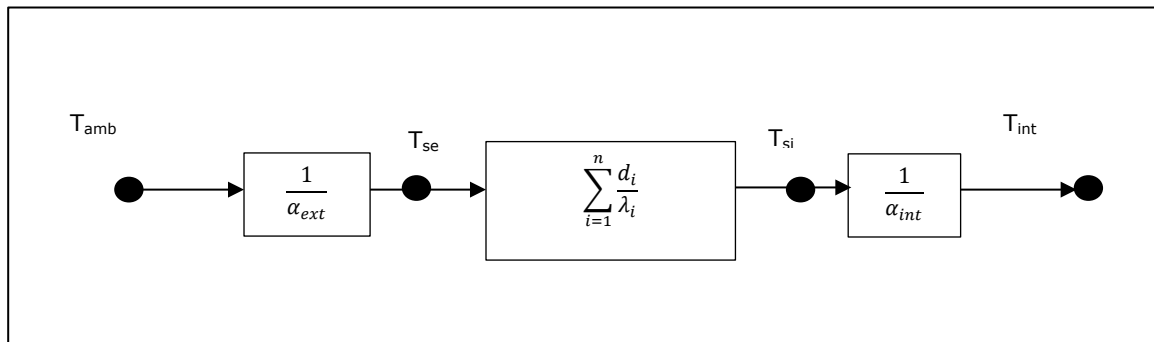 T_amb
T_se
T_si
T_int
1/α_ext
∑_{i=1}^{n} d_i/λ_i
1/α_int